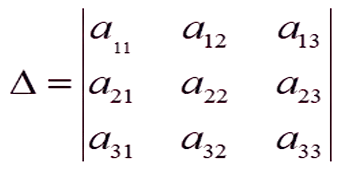 a₁₁ a₁₂ a₁₃
Δ = a₂₁ a₂₂ a₂₃
a₃₁ a₃₂ a₃₃